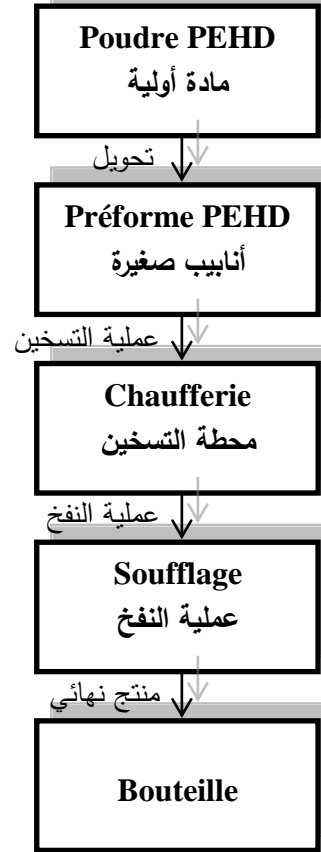 Poudre PEHD
مادة أولية
تحويل
Préforme PEHD
أنابيب صغيرة
عملية التسخين
Chaufferie
محطة التسخين
عملية النفخ
Soufflage
عملية النفخ
منتج نهائي
Bouteille